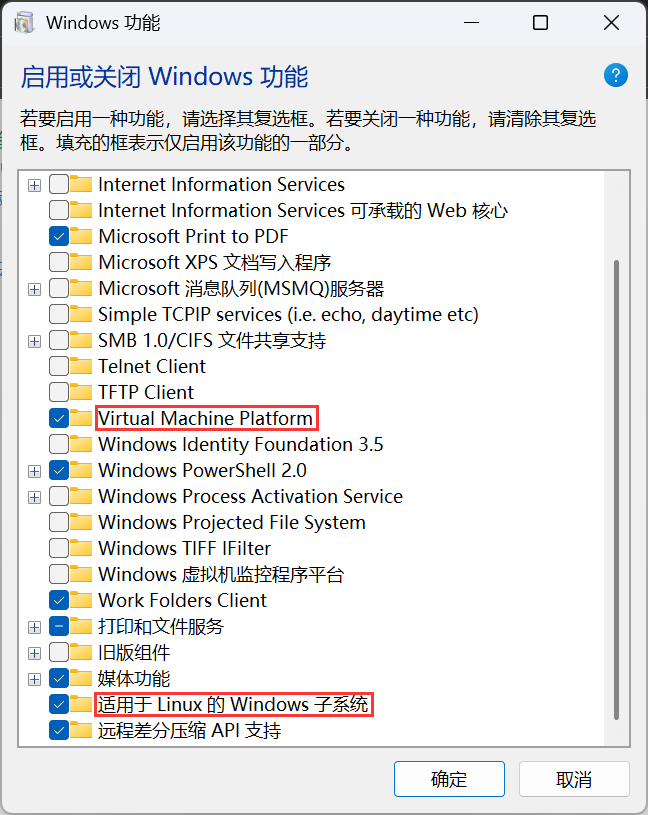 Windows 功能
启用或关闭 Windows 功能
?
若要启用一种功能，请选择其复选框。若要关闭一种功能，请清除其复选
框。填充的框表示仅启用该功能的一部分。
Internet Information Services
Internet Information Services 可承载的 Web 核心
Microsoft Print to PDF
Microsoft XPS 文档写入程序
Microsoft 消息队列(MSMQ)服务器
Simple TCPIP services (i.e. echo, daytime etc)
SMB 1.0/CIFS 文件共享支持
Telnet Client
TFTP Client
Virtual Machine Platform
Windows Identity Foundation 3.5
Windows PowerShell 2.0
Windows Process Activation Service
Windows Projected File System
Windows TIFF IFilter
Windows 虚拟机监控程序平台
Work Folders Client
打印和文件服务
旧版组件
媒体功能
适用于 Linux 的 Windows 子系统
远程差分压缩 API 支持
确定
取消